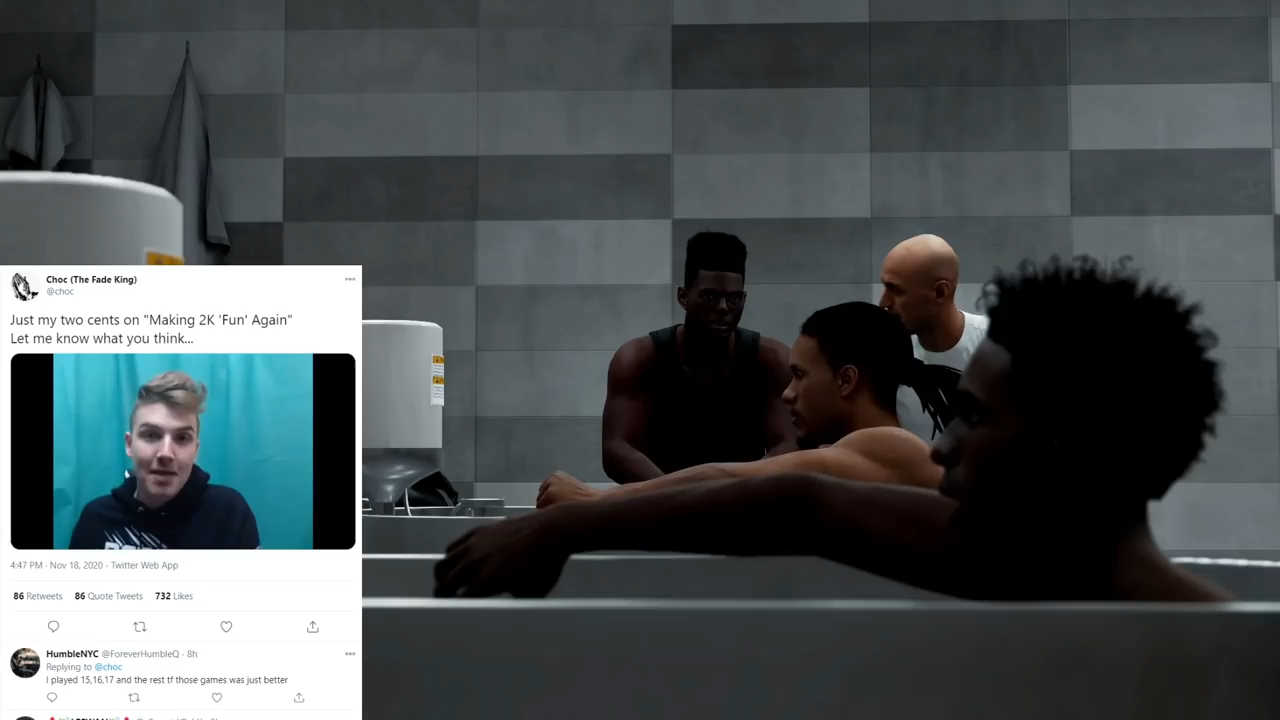 Choc (The Fade King)
@choc
Just my two cents on "Making 2K 'Fun' Again"
Let me know what you think...
4:47 PM · Nov 18, 2020 · Twitter Web App
86 Retweets 86 Quote Tweets 732 Likes
HumbleNYC @ForeverHumbleQ · 8h
Replying to @choc
I played 15,16,17 and the rest tf those games was just better